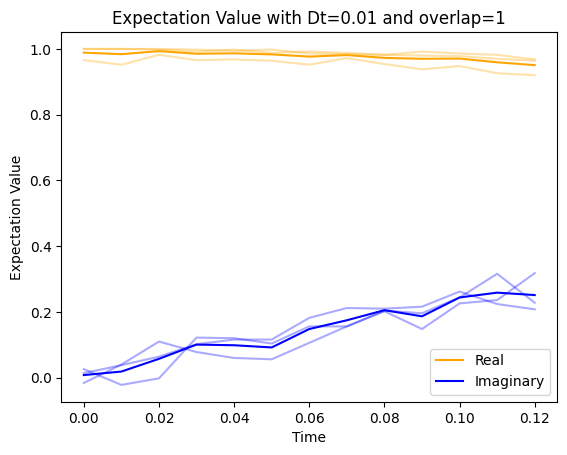 Expectation Value with Dt=0.01 and overlap=1
Expectation Value
1.0
0.8
0.6
0.4
0.2
0.0
0.00 0.02 0.04 0.06 0.08 0.10 0.12
Time
Real
Imaginary